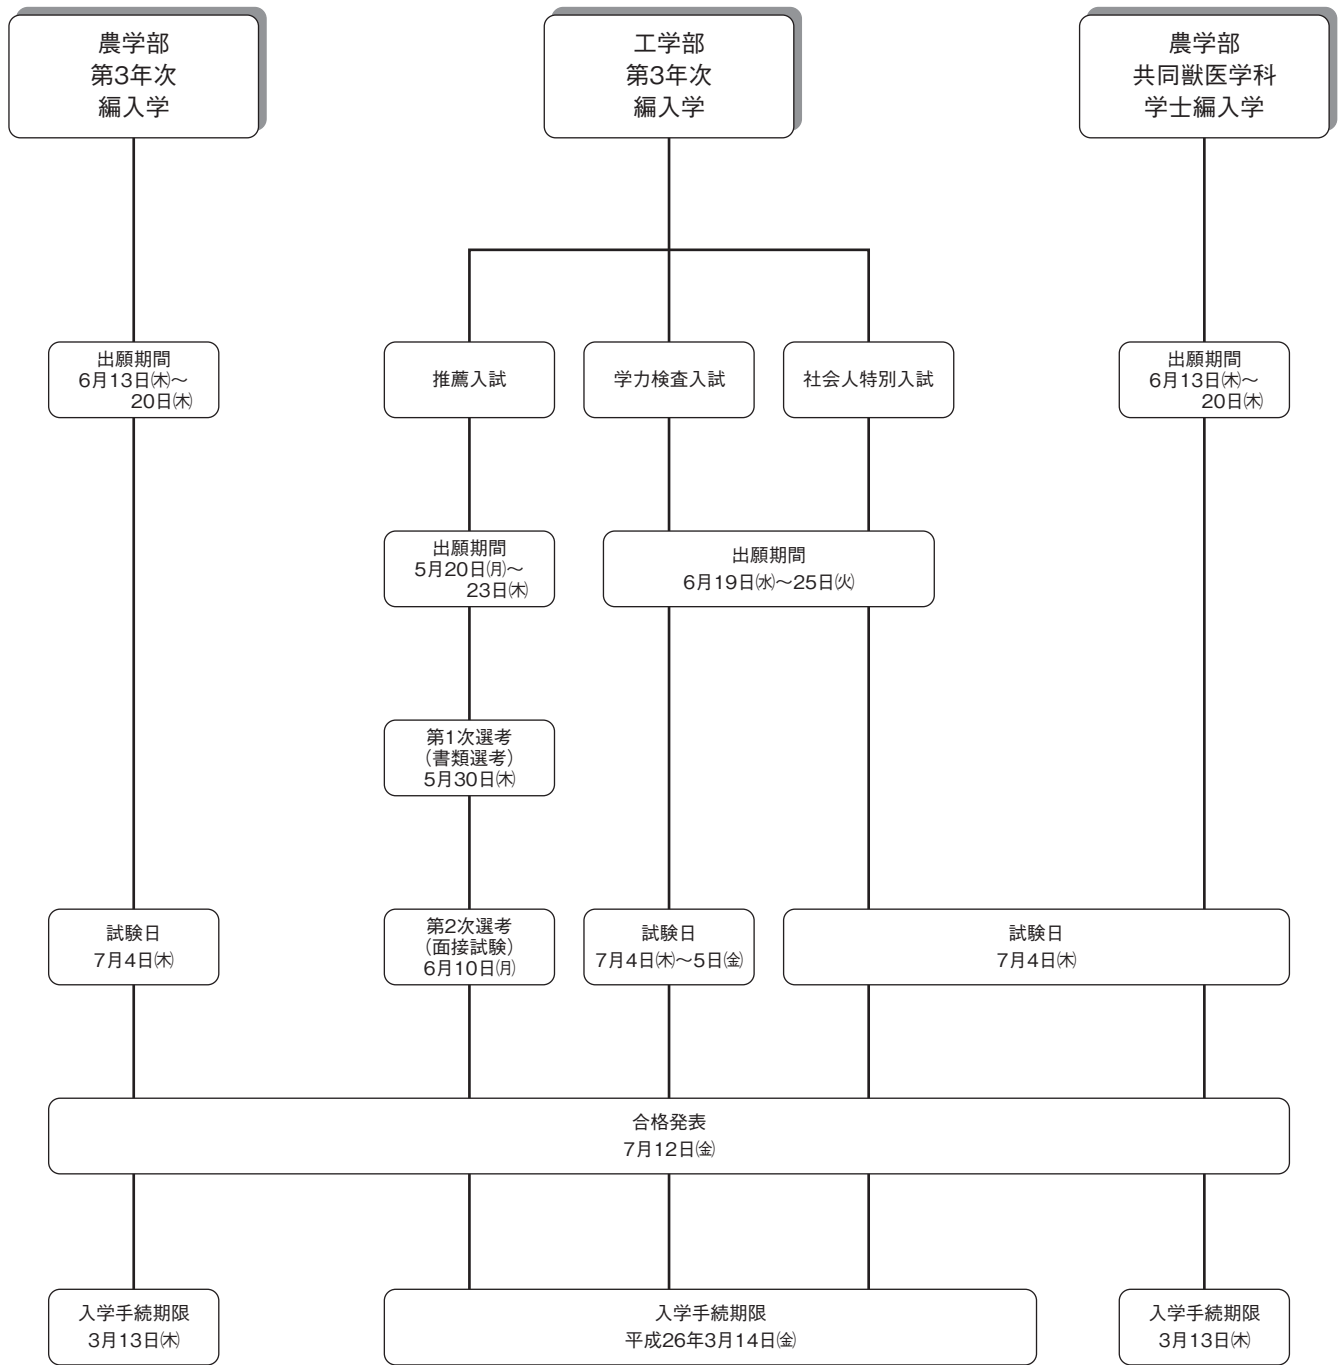 農学部
第3年次
編入学
工学部
第3年次
編入学
農学部
共同獣医学科
学士編入学
出願期間
6月13日㈭～
20日㈭
推薦入試
学力検査入試
社会人特別入試
出願期間
6月13日㈭～
20日㈭
出願期間
5月20日㈪～
23日㈭
出願期間
6月19日㈬～25日㈫
第1次選考
（書類選考）
5月30日㈭
試験日
7月4日㈭
第2次選考
（面接試験）
6月10日㈪
試験日
7月4日㈭～5日㈮
試験日
7月4日㈭
合格発表
7月12日㈮
入学手続期限
3月13日㈭
入学手続期限
平成26年3月14日㈮
入学手続期限
3月13日㈭